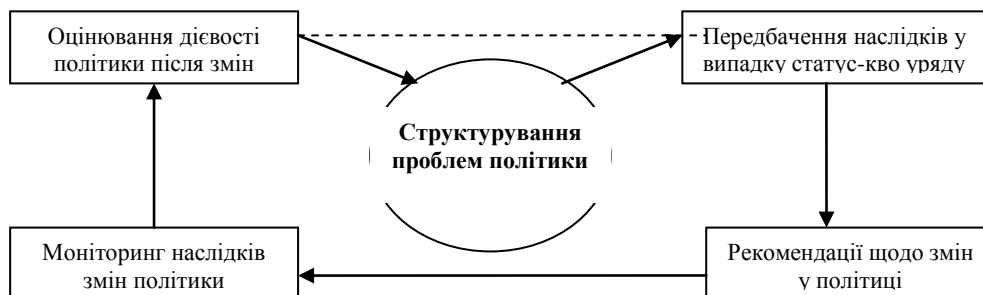 Оцінювання дієвості
політики після змін
Передбачення наслідків у
випадку статус-кво уряду
Структурування
проблем політики
Моніторинг наслідків
змін політики
Рекомендації щодо змін
у політиці